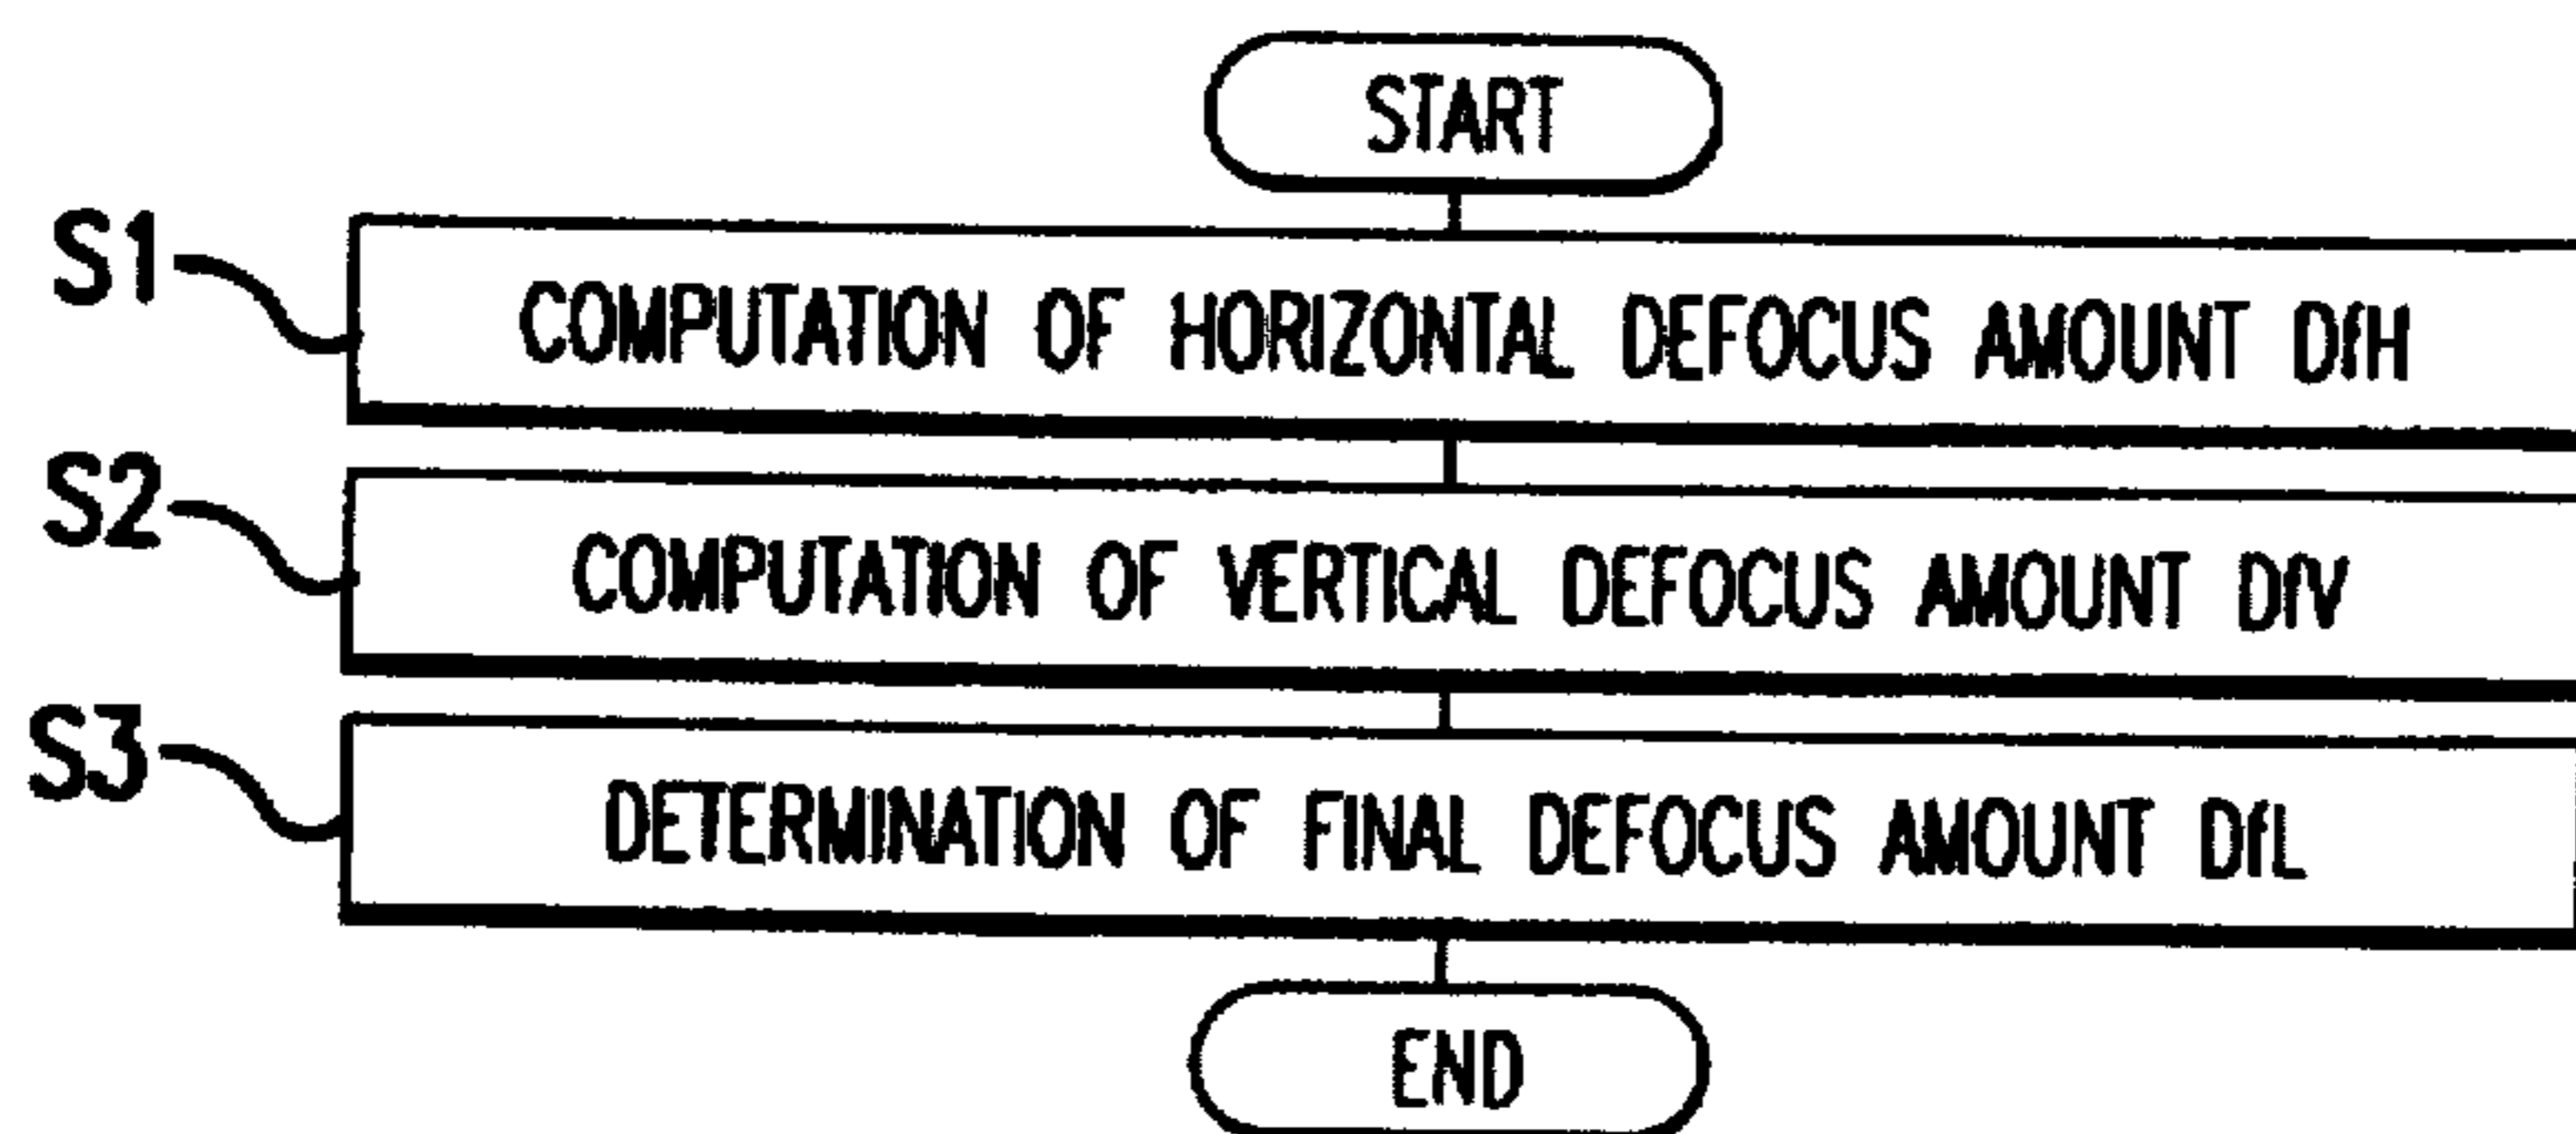 START
S1
COMPUTATION OF HORIZONTAL DEFOCUS AMOUNT DfH
S2
COMPUTATION OF VERTICAL DEFOCUS AMOUNT DfV
S3
DETERMINATION OF FINAL DEFOCUS AMOUNT DfL
END